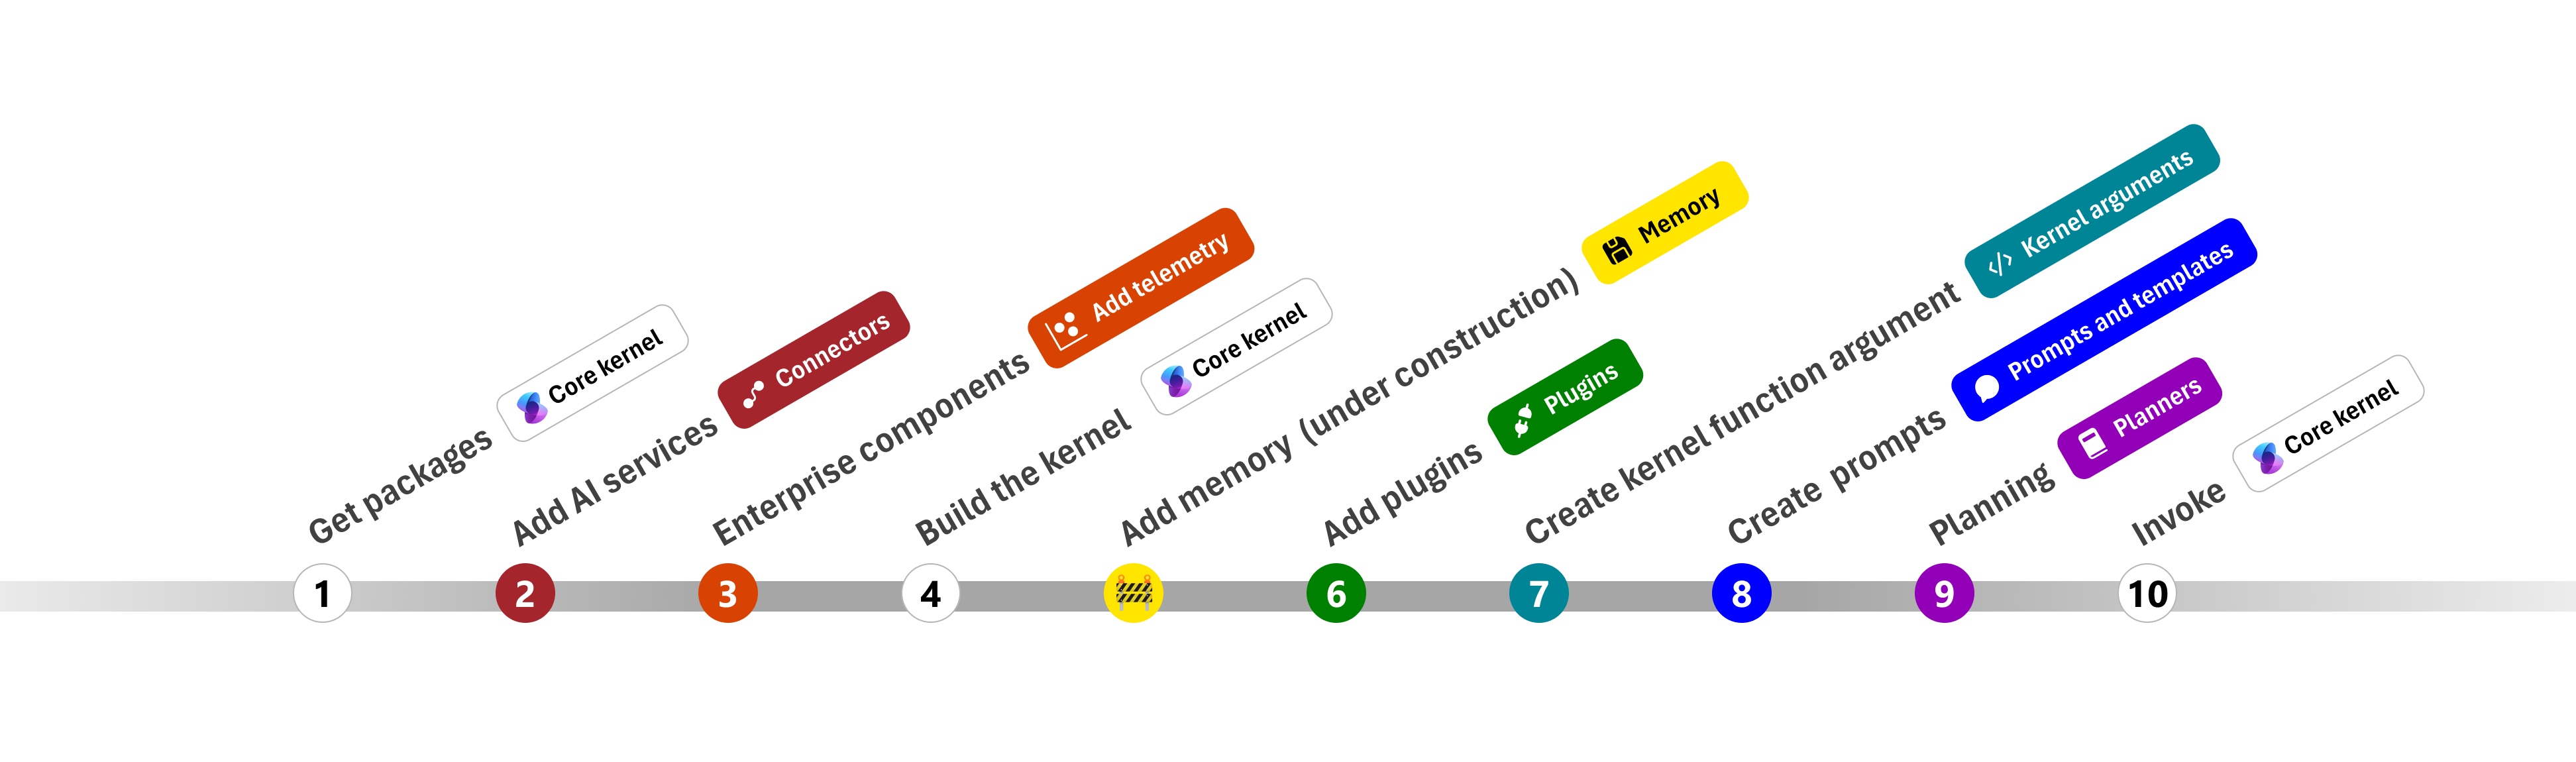 Get packages
Core kernel
Add AI services
Connectors
Enterprise components
Add telemetry
Build the kernel
Core kernel
Add memory (under construction)
Memory
Add plugins
Plugins
Create kernel function argument
Kernel arguments
Create prompts
Prompts and templates
Planning
Planners
Invoke
Core kernel
1
2
3
4
6
7
8
9
10